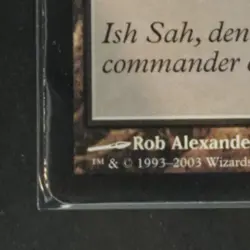 Ish Sah, den
commander
Rob Alexande
™ & © 1993–2003 Wizards